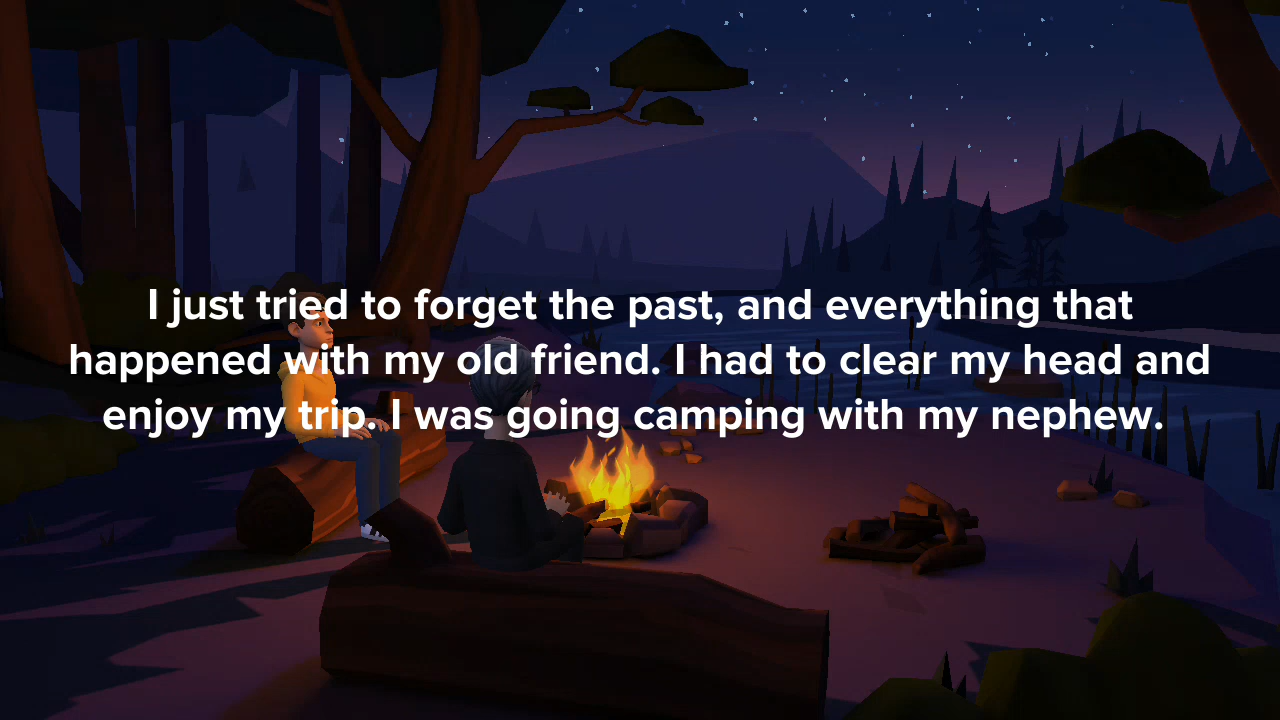 I just tried to forget the past, and everything that
happened with my old friend. I had to clear my head and
enjoy my trip. I was going camping with my nephew.